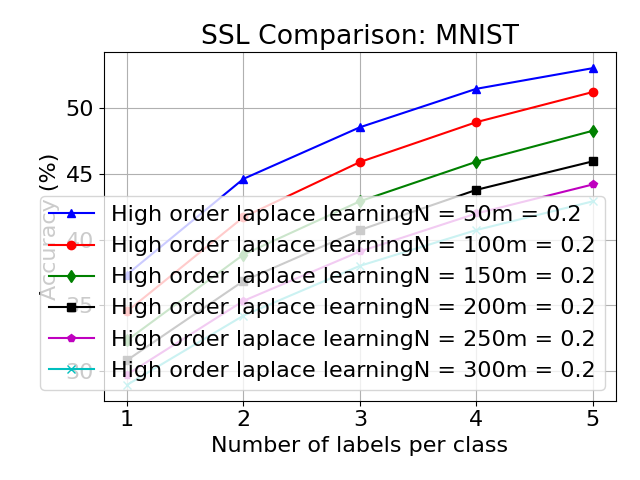 SSL Comparison: MNIST
Accuracy (%)
50
45
40
35
30
High order laplace learningN = 50m = 0.2
High order laplace learningN = 100m = 0.2
High order laplace learningN = 150m = 0.2
High order laplace learningN = 200m = 0.2
High order laplace learningN = 250m = 0.2
High order laplace learningN = 300m = 0.2
1 2 3 4 5
Number of labels per class